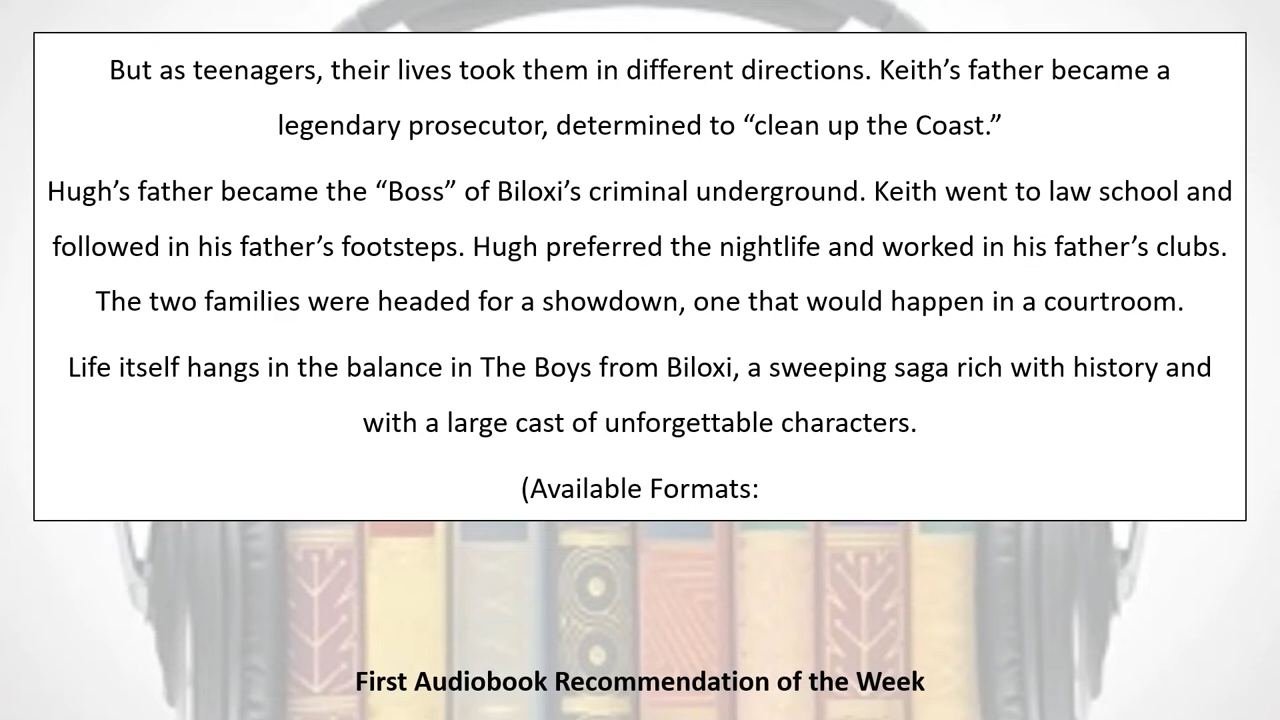 But as teenagers, their lives took them in different directions. Keith’s father became a
legendary prosecutor, determined to “clean up the Coast.”
Hugh’s father became the “Boss” of Biloxi’s criminal underground. Keith went to law school and
followed in his father’s footsteps. Hugh preferred the nightlife and worked in his father’s clubs.
The two families were headed for a showdown, one that would happen in a courtroom.
Life itself hangs in the balance in The Boys from Biloxi, a sweeping saga rich with history and
with a large cast of unforgettable characters.
(Available Formats:
First Audiobook Recommendation of the Week